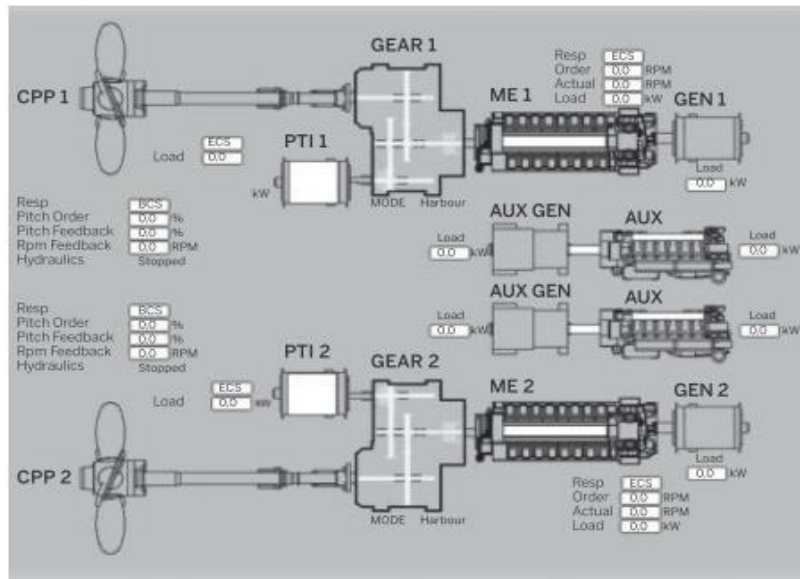 GEAR 1
Resp ECS
Order 0,0 RPM
Actual 0,0 RPM
Load 0,0 kW
ME 1
GEN 1
CPP 1
ECS
Load 0,0
kW
PTI 1
Load
0,0 kW
MODE Harbour
Resp BCS
Pitch Order 0,0 %
Pitch Feedback 0,0 %
Rpm Feedback 0,0 RPM
Hydraulics Stopped
AUX GEN AUX
Load
0,0 kW
Load
0,0 kW
AUX GEN AUX
Load
0,0 kW
Load
0,0 kW
Resp BCS
Pitch Order 0,0 %
Pitch Feedback 0,0 %
Rpm Feedback 0,0 RPM
Hydraulics Stopped
PTI 2
GEAR 2
ECS
Load 0,0 kW
ME 2
GEN 2
Load
0,0 kW
CPP 2
MODE Harbour
Resp ECS
Order 0,0 RPM
Actual 0,0 RPM
Load 0,0 kW